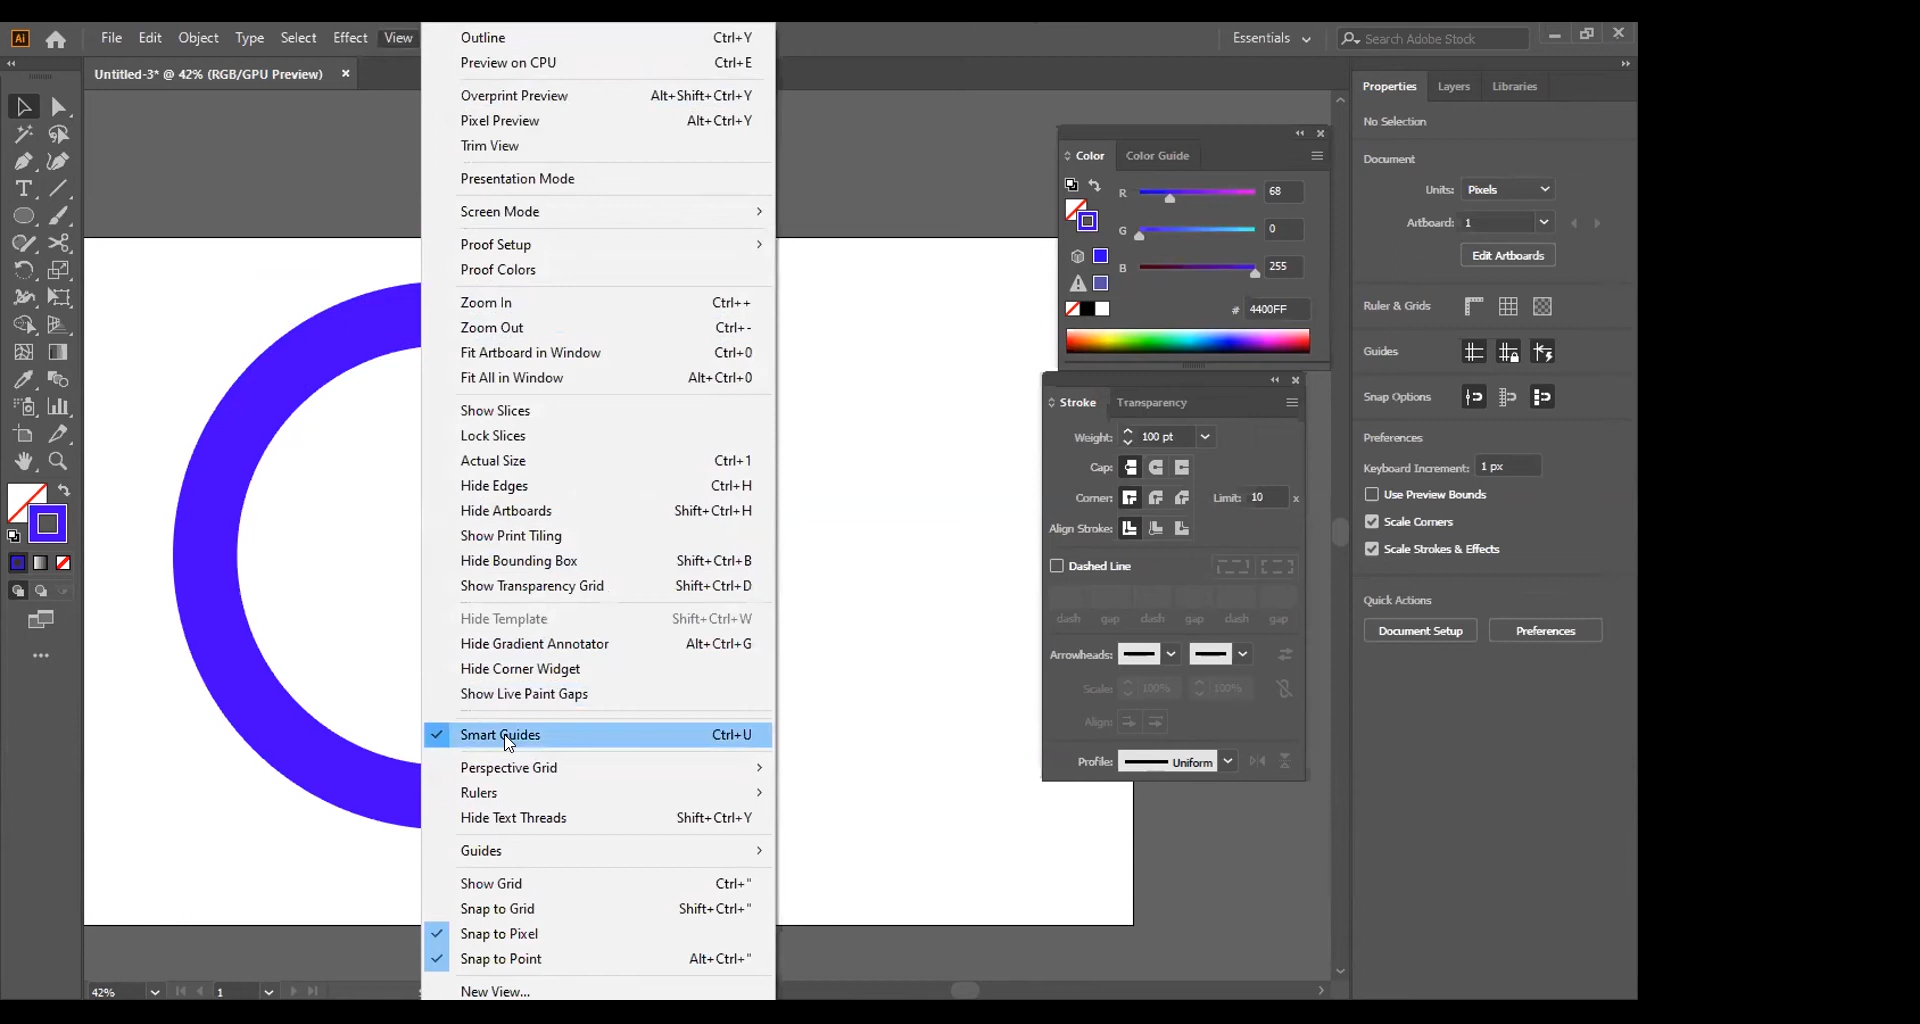 Ai File Edit Object Type Select Effect View Essentials Search Adobe Stock
Untitled-3* @ 42% (RGB/GPU Preview)
Outline Ctrl+Y
Preview on CPU Ctrl+E
Overprint Preview Alt+Shift+Ctrl+Y
Pixel Preview Alt+Ctrl+Y
Trim View
Presentation Mode
Screen Mode
Proof Setup
Proof Colors
Zoom In Ctrl++
Zoom Out Ctrl+-
Fit Artboard in Window Ctrl+0
Fit All in Window Alt+Ctrl+0
Show Slices
Lock Slices
Actual Size Ctrl+1
Hide Edges Ctrl+H
Hide Artboards Shift+Ctrl+H
Show Print Tiling
Hide Bounding Box Shift+Ctrl+B
Show Transparency Grid Shift+Ctrl+D
Hide Template Shift+Ctrl+W
Hide Gradient Annotator Alt+Ctrl+G
Hide Corner Widget
Show Live Paint Gaps
Smart Guides Ctrl+U
Perspective Grid
Rulers
Hide Text Threads Shift+Ctrl+Y
Guides
Show Grid Ctrl+"
Snap to Grid Shift+Ctrl+"
Snap to Pixel
Snap to Point Alt+Ctrl+"
New View...
42% 1
Color Color Guide
R 68
G 0
B 255
# 4400FF
Stroke Transparency
Weight: 100 pt
Cap:
Corner: Limit: 10 x
Align Stroke:
Dashed Line
dash gap dash gap dash gap
Arrowheads:
Scale: 100% 100%
Align:
Profile: Uniform
Properties Layers Libraries
No Selection
Document
Units: Pixels
Artboard: 1
Edit Artboards
Ruler & Grids
Guides
Snap Options
Preferences
Keyboard Increment: 1 px
Use Preview Bounds
Scale Corners
Scale Strokes & Effects
Quick Actions
Document Setup Preferences